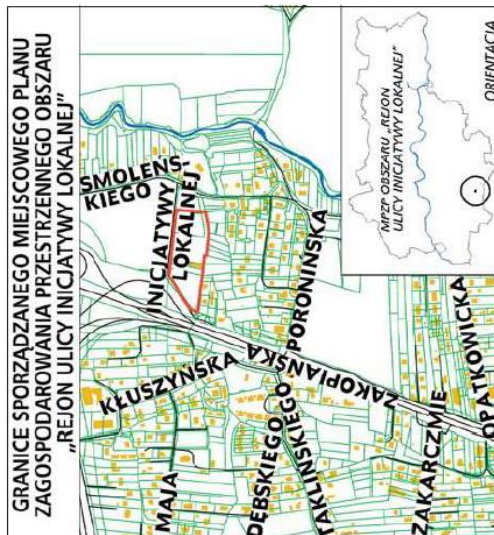 GRANICE SPORZĄDZANEGO MIEJSCOWEGO PLANU
ZAGOSPODAROWANIA PRZESTRZENNEGO OBSZARU
„REJON ULICY INICJATYWY LOKALNEJ”
SMOLEŃS-
KIEGO
INICJATYWY
LOKALNEJ
KŁUSZYŃSKA
ZAKOPIAŃSKA
PORONIŃSKA
MAJA
DĘBSKIEGO
TAKLIŃSKIEGO
ZAKARCZMIE
OPATKOWICKA
MPZP OBSZARU „REJON
ULICY INICJATYWY LOKALNEJ”
ORIENTACJA